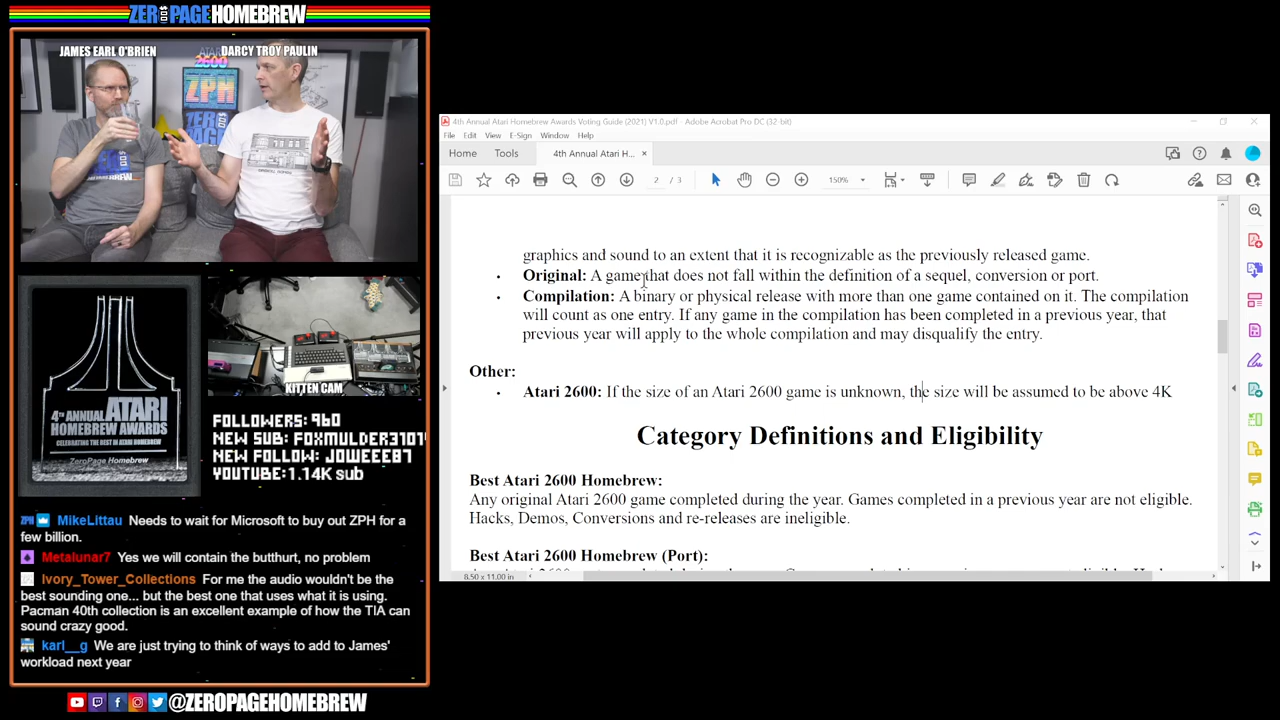 ZEROPAGEHOMEBREW
JAMES EARL O'BRIEN
DARCY TROY PAULIN
ATARI
2600
ZPH
KITTEN CAM
4TH ANNUAL
ATARI
HOMEBREW AWARDS
CELEBRATING THE BEST IN ATARI HOMEBREW
ZeroPage Homebrew
FOLLOWERS: 960
NEW SUB: FOXMULDER3101
NEW FOLLOW: JOWEEE87
YOUTUBE: 1.14K sub
MikeLittau Needs to wait for Microsoft to buy out ZPH for a
few billion.
Metalunar7 Yes we will contain the butthurt, no problem
Ivory_Tower_Collections For me the audio wouldn't be the
best sounding one... but the best one that uses what it is using.
Pacman 40th collection is an excellent example of how the TIA can
sound crazy good.
karl__g We are just trying to think of ways to add to James'
workload next year
@ZEROPAGEHOMEBREW
4th Annual Atari Homebrew Awards Voting Guide (2021) V1.0.pdf - Adobe Acrobat Pro DC (32-bit)
File Edit View E-Sign Window Help
Home Tools 4th Annual Atari H... ×
2 / 3 150%
graphics and sound to an extent that it is recognizable as the previously released game.
• Original: A game that does not fall within the definition of a sequel, conversion or port.
• Compilation: A binary or physical release with more than one game contained on it. The compilation
will count as one entry. If any game in the compilation has been completed in a previous year, that
previous year will apply to the whole compilation and may disqualify the entry.
Other:
• Atari 2600: If the size of an Atari 2600 game is unknown, the size will be assumed to be above 4K
Category Definitions and Eligibility
Best Atari 2600 Homebrew:
Any original Atari 2600 game completed during the year. Games completed in a previous year are not eligible.
Hacks, Demos, Conversions and re-releases are ineligible.
Best Atari 2600 Homebrew (Port):
8.50 x 11.00 in